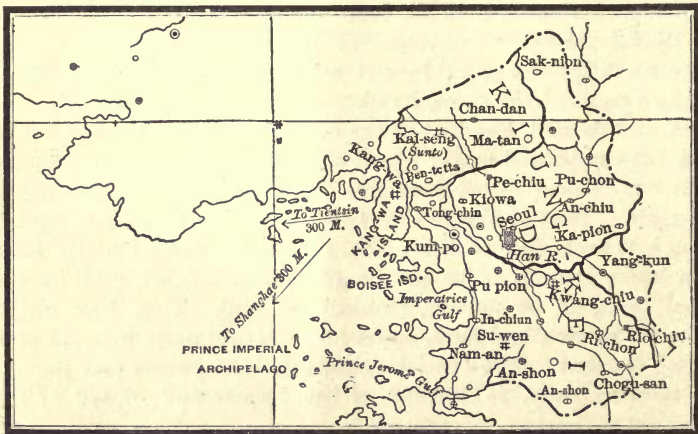 Sak-nion
Chan-dan
Kai-seng
(Sunto)
Ma-tan
Kang-wa
Pen-tetta
Pe-chiu
Pu-chon
KIUNG
Kiowa
An-chiu
To Tientsin
300 M.
KANG-WA
ISLAND
Tong-chin
Seoul
Ka-pion
Kum-po
Han R.
Yang-kun
To Shanghae 500 M.
BOISEE ISD.
Pu pion
Kwang-chiu
KEI
Imperatrice
Gulf
In-chiun
Su-wen
Ri-chon
Rio-chiu
PRINCE IMPERIAL
ARCHIPELAGO
Nam-an
Prince Jerome Gulf
An-shon
Chogu-san
An-shon